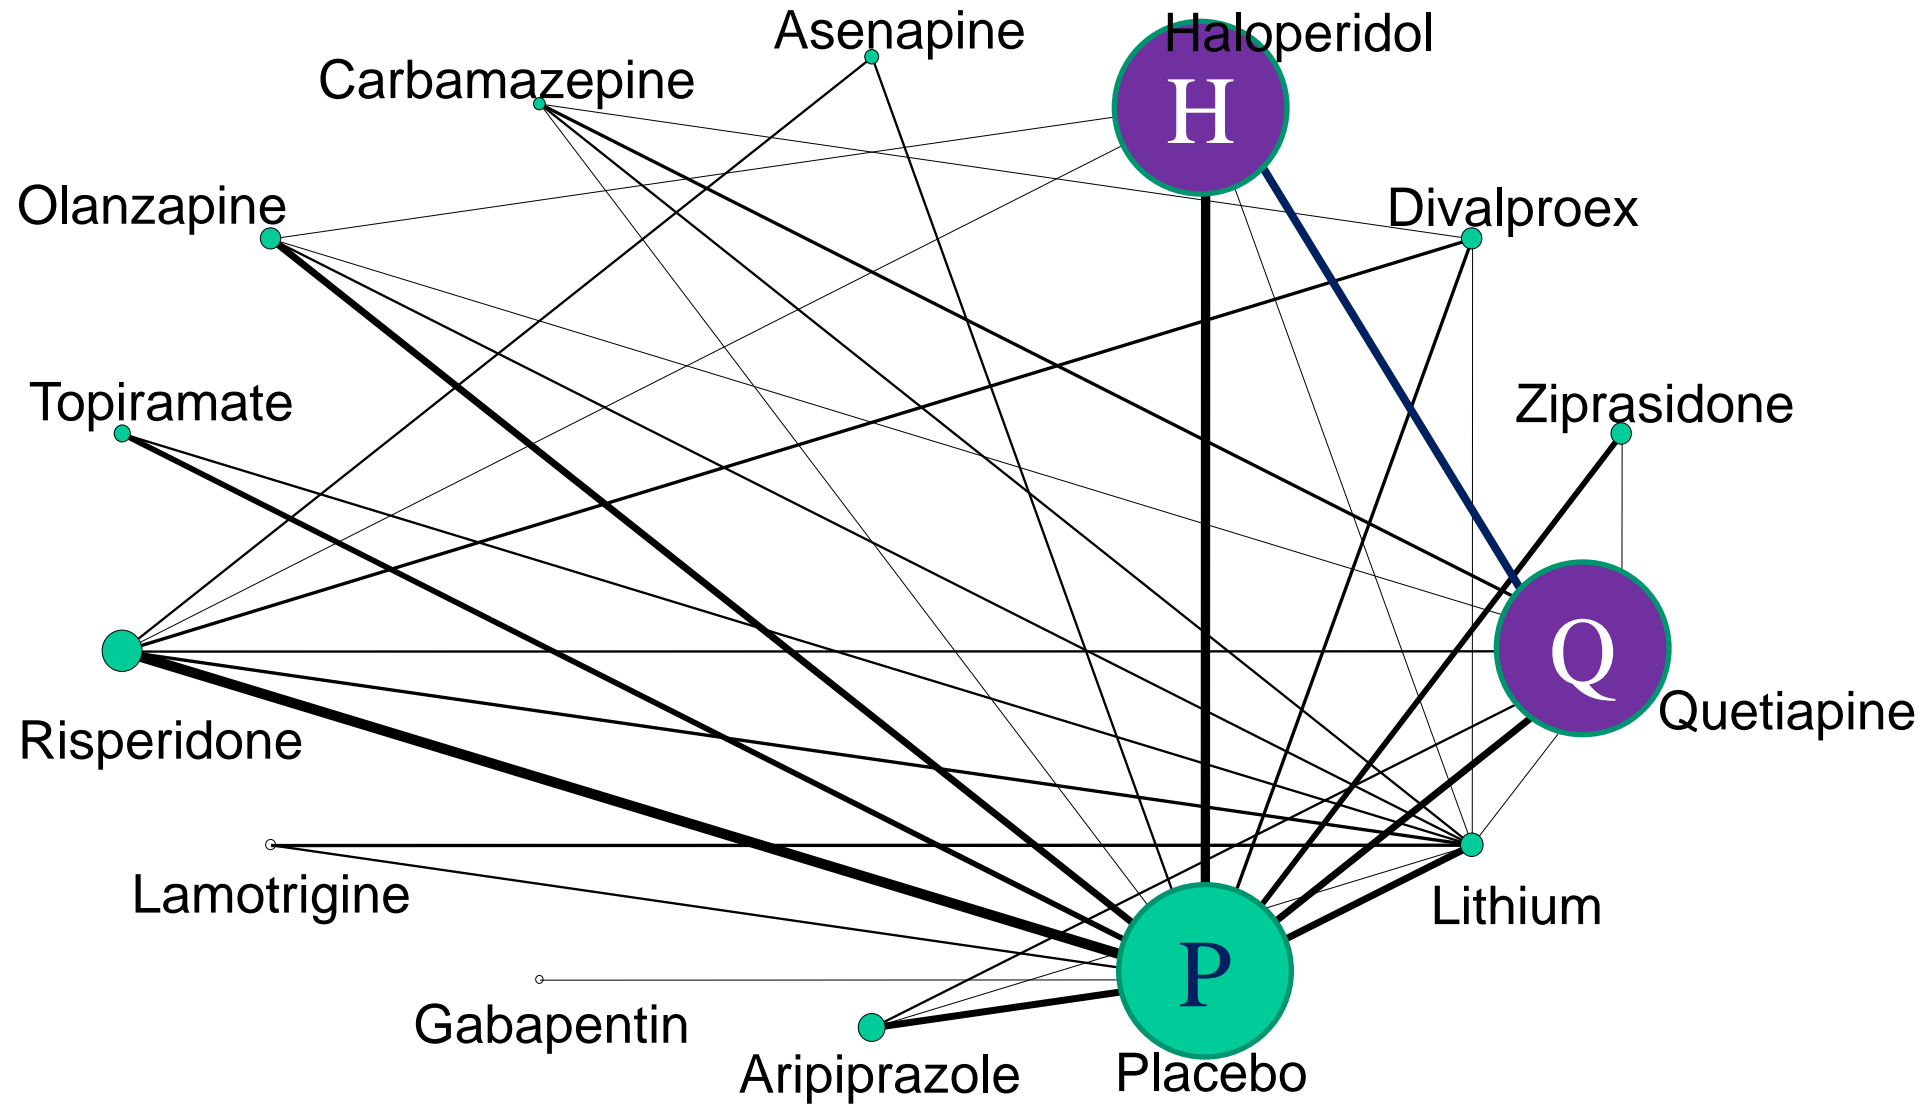 Asenapine
Haloperidol
Carbamazepine
H
Olanzapine
Divalproex
Topiramate
Ziprasidone
Q
Risperidone
Quetiapine
Lamotrigine
Lithium
P
Gabapentin
Aripiprazole
Placebo